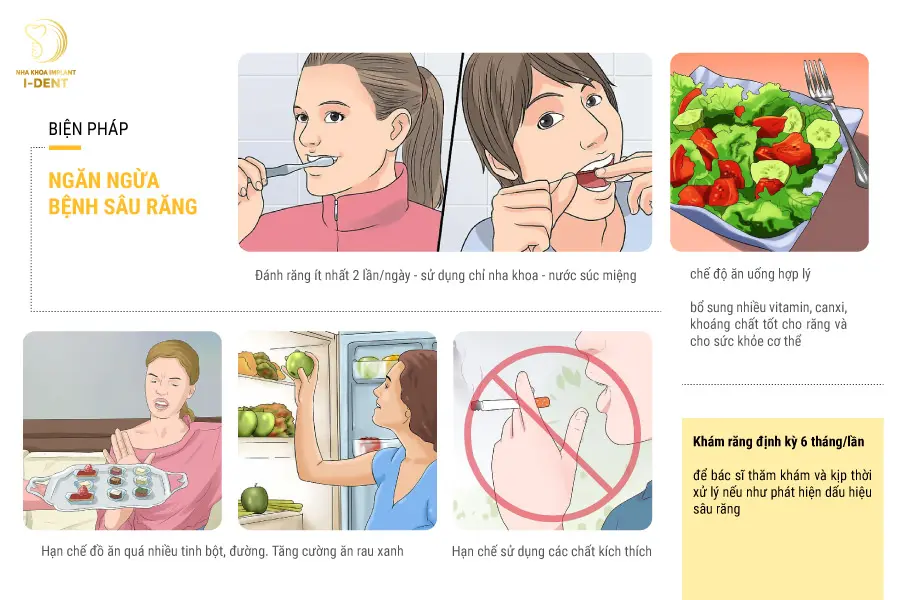 NHA KHOA IMPLANT
I-DENT
BIỆN PHÁP
NGĂN NGỪA
BỆNH SÂU RĂNG
Đánh răng ít nhất 2 lần/ngày - sử dụng chỉ nha khoa - nước súc miệng
chế độ ăn uống hợp lý
bổ sung nhiều vitamin, canxi,
khoáng chất tốt cho răng và
cho sức khỏe cơ thể
Hạn chế đồ ăn quá nhiều tinh bột, đường. Tăng cường ăn rau xanh
Hạn chế sử dụng các chất kích thích
Khám răng định kỳ 6 tháng/lần
để bác sĩ thăm khám và kịp thời
xử lý nếu như phát hiện dấu hiệu
sâu răng